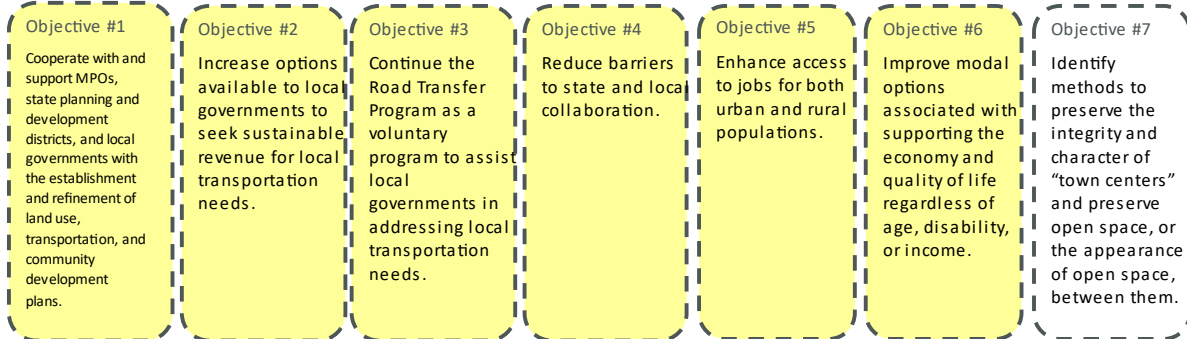 Objective #1
Cooperate with and
support MPOs,
state planning and
development
districts, and local
governments with
the establishment
and refinement of
land use,
transportation, and
community
development
plans.
Objective #2
Increase options
available to local
governments to
seek sustainable
revenue for local
transportation
needs.
Objective #3
Continue the
Road Transfer
Program as a
voluntary
program to assist
local
governments in
addressing local
transportation
needs.
Objective #4
Reduce barriers
to state and local
collaboration.
Objective #5
Enhance access
to jobs for both
urban and rural
populations.
Objective #6
Improve modal
options
associated with
supporting the
economy and
quality of life
regardless of
age, disability,
or income.
Objective #7
Identify
methods to
preserve the
integrity and
character of
“town centers”
and preserve
open space, or
the appearance
of open space,
between them.